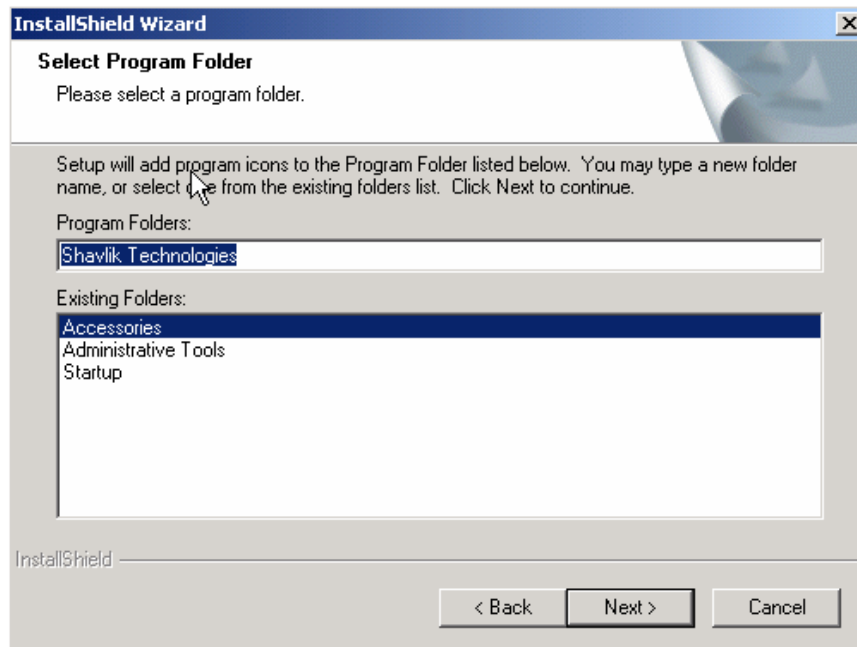 InstallShield Wizard
Select Program Folder
Please select a program folder.
Setup will add program icons to the Program Folder listed below.  You may type a new folder
name, or select from the existing folders list.  Click Next to continue.
Program Folders:
Shavlik Technologies
Existing Folders:
Accessories
Administrative Tools
Startup
InstallShield
< Back
Next >
Cancel